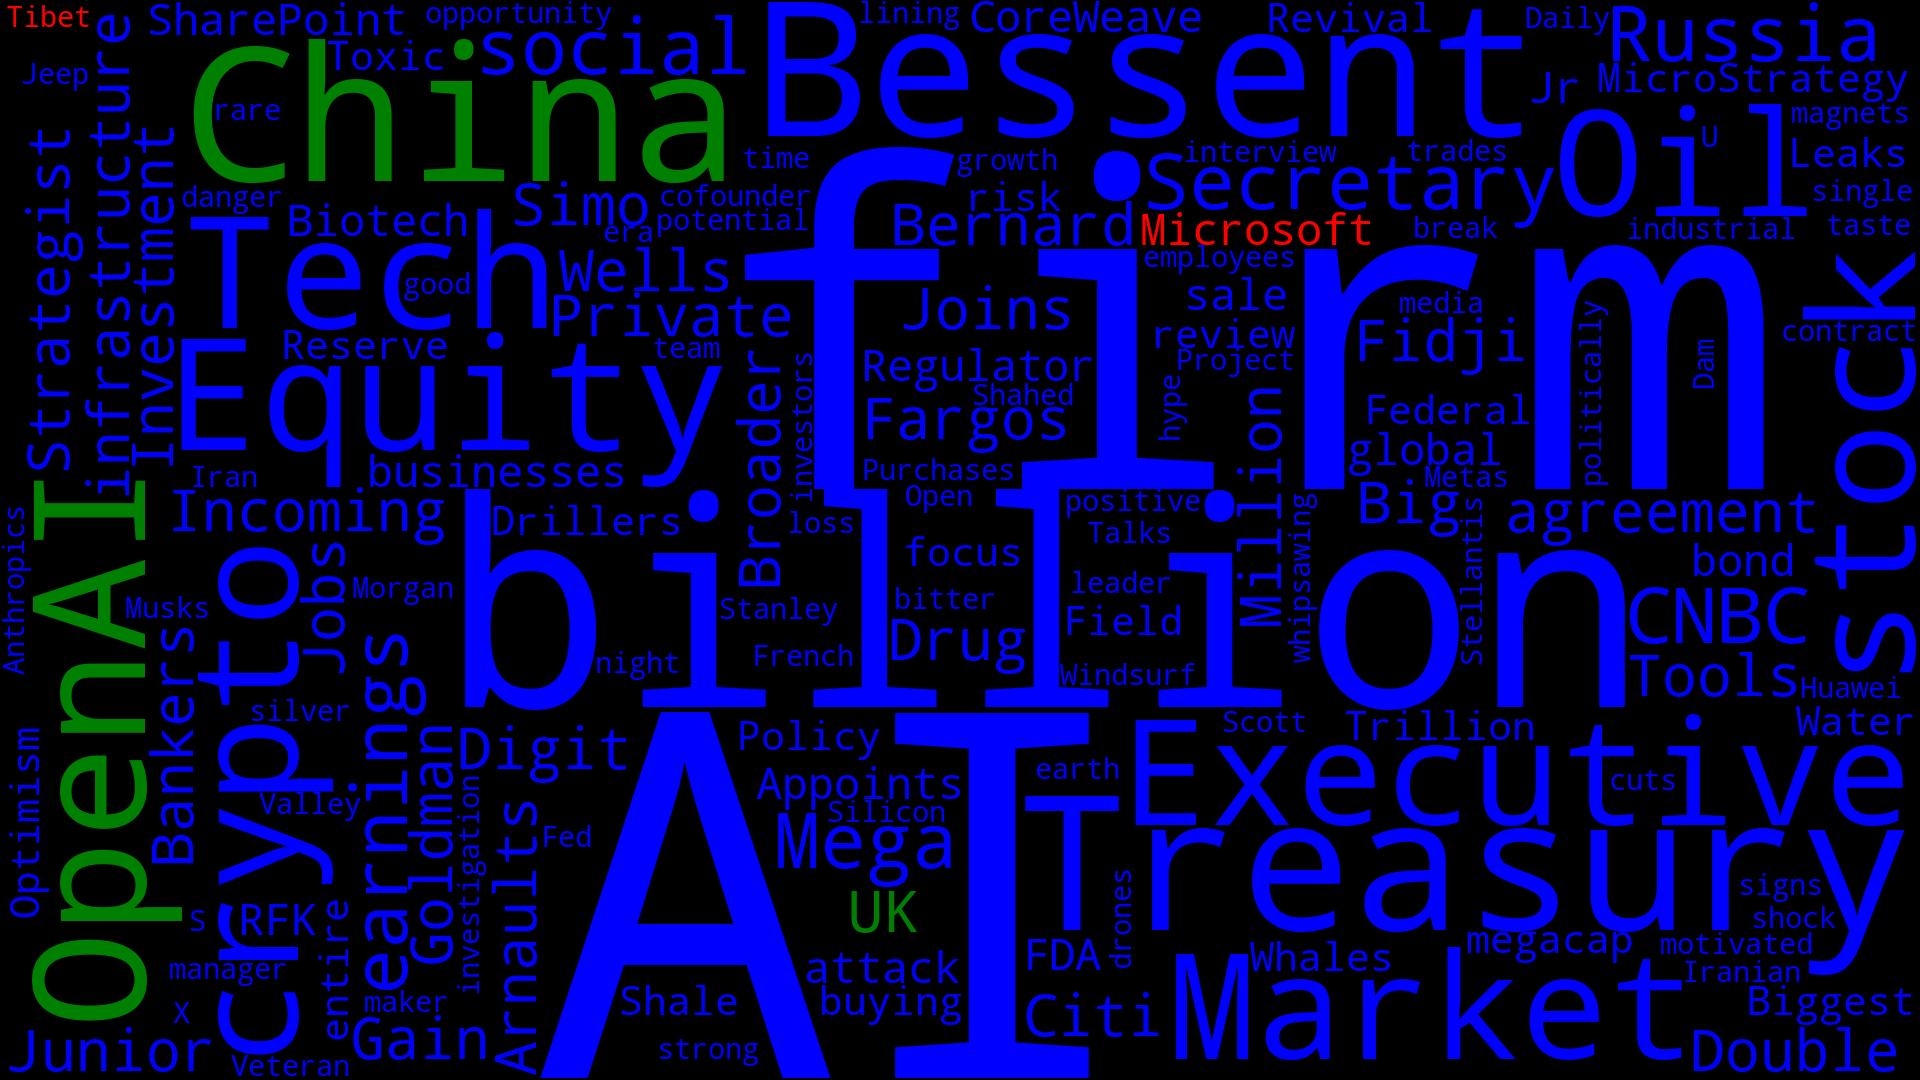 Tibet
SharePoint
opportunity
lining
CoreWeave
Revival
Daily
Russia
Jeep
Toxic
social
Bessent
Jr
MicroStrategy
China
rare
Oil
magnets
U
Leaks
infrastructure
Strategist
Investment
time
growth
interview
trades
Secretary
single
danger
Simo
cofounder
potential
risk
taste
Biotech
era
Bernard
Microsoft
break
industrial
Tech
good
Wells
firm
employees
stock
Private
Joins
sale
media
Fidji
politically
contract
Reserve
team
review
Project
Dam
Equity
Broader
investors
Regulator
Shahed
hype
Million
Federal
Fargos
global
Iran
businesses
Purchases
Metas
OpenAI
Incoming
Drillers
billion
Open
positive
Big
agreement
Anthropics
loss
Talks
whipsawing
Stellantis
crypto
Jobs
focus
bond
Musks
Morgan
Stanley
bitter
leader
CNBC
Bankers
Drug
Field
night
French
Windsurf
Tools
Huawei
earnings
silver
Optimism
Goldman
Digit
Policy
Scott
Trillion
Water
Valley
investigation
Arnaults
AI
Appoints
earth
Executive
cuts
Silicon
Fed
Mega
Treasury
S
RFK
entire
UK
drones
signs
shock
manager
attack
FDA
Whales
megacap
motivated
Iranian
X
maker
Shale
buying
Citi
Market
Biggest
Junior
Veteran
Gain
strong
Double